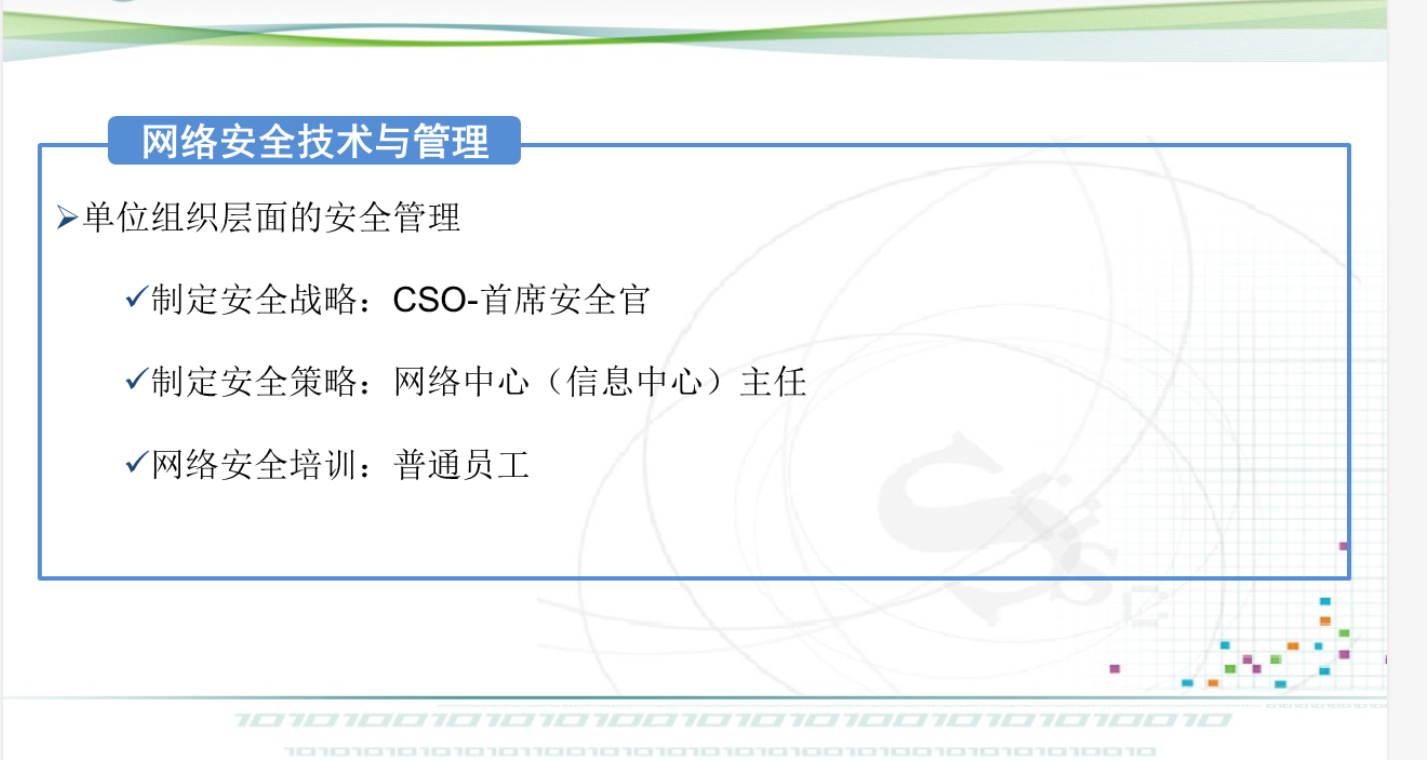 网络安全技术与管理
➢单位组织层面的安全管理
✓制定安全战略：CSO-首席安全官
✓制定安全策略：网络中心（信息中心）主任
✓网络安全培训：普通员工